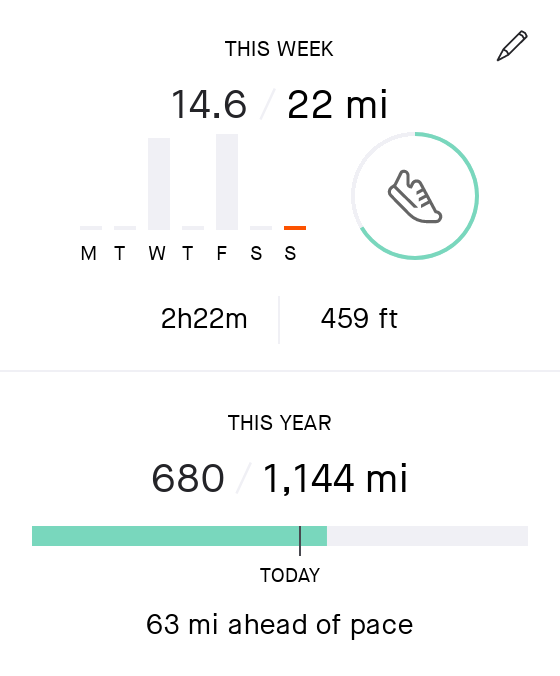 THIS WEEK
14.6 / 22 mi
M T W T F S S
2h22m 459 ft
THIS YEAR
680 / 1,144 mi
TODAY
63 mi ahead of pace